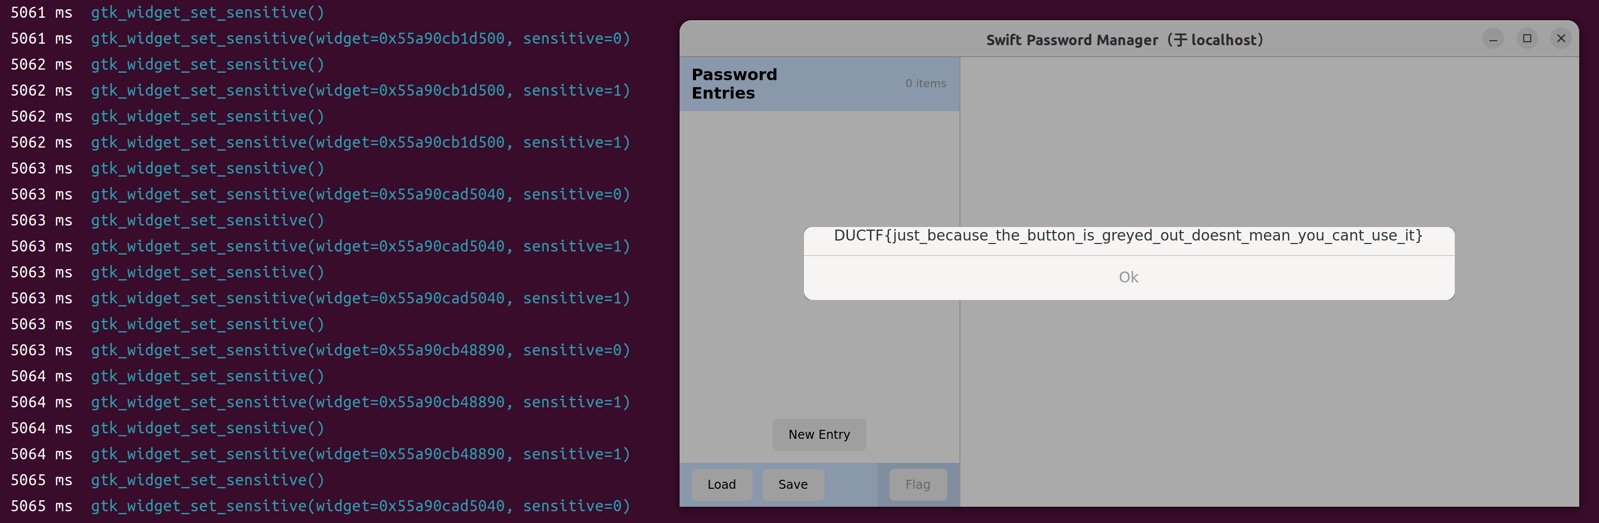 5061 ms  gtk_widget_set_sensitive()
5061 ms  gtk_widget_set_sensitive(widget=0x55a90cb1d500, sensitive=0)
5062 ms  gtk_widget_set_sensitive()
5062 ms  gtk_widget_set_sensitive(widget=0x55a90cb1d500, sensitive=1)
5062 ms  gtk_widget_set_sensitive()
5062 ms  gtk_widget_set_sensitive(widget=0x55a90cb1d500, sensitive=1)
5063 ms  gtk_widget_set_sensitive()
5063 ms  gtk_widget_set_sensitive(widget=0x55a90cad5040, sensitive=0)
5063 ms  gtk_widget_set_sensitive()
5063 ms  gtk_widget_set_sensitive(widget=0x55a90cad5040, sensitive=1)
5063 ms  gtk_widget_set_sensitive()
5063 ms  gtk_widget_set_sensitive(widget=0x55a90cad5040, sensitive=1)
5063 ms  gtk_widget_set_sensitive()
5063 ms  gtk_widget_set_sensitive(widget=0x55a90cb48890, sensitive=0)
5064 ms  gtk_widget_set_sensitive()
5064 ms  gtk_widget_set_sensitive(widget=0x55a90cb48890, sensitive=1)
5064 ms  gtk_widget_set_sensitive()
5064 ms  gtk_widget_set_sensitive(widget=0x55a90cb48890, sensitive=1)
5065 ms  gtk_widget_set_sensitive()
5065 ms  gtk_widget_set_sensitive(widget=0x55a90cad5040, sensitive=0)
Swift Password Manager（于 localhost）
Password
Entries
0 items
DUCTF{just_because_the_button_is_greyed_out_doesnt_mean_you_cant_use_it}
Ok
New Entry
Load
Save
Flag